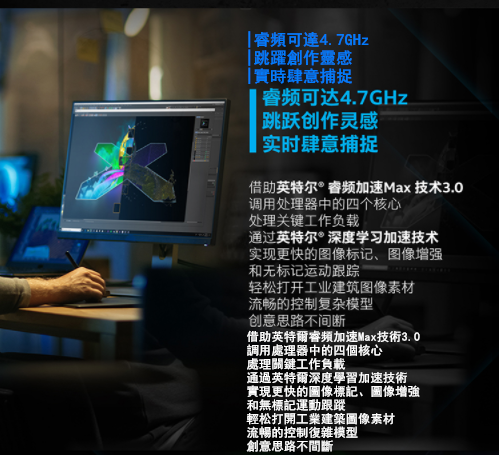 睿頻可達4.7GHz
跳躍創作靈感
實時肆意捕捉
睿频可达4.7GHz
跳跃创作灵感
实时肆意捕捉
借助英特尔® 睿频加速Max 技术3.0
调用处理器中的四个核心
处理关键工作负载
通过英特尔® 深度学习加速技术
实现更快的图像标记、图像增强
和无标记运动跟踪
轻松打开工业建筑图像素材
流畅的控制复杂模型
创意思路不间断
借助英特爾睿頻加速Max技術3.0
調用處理器中的四個核心
處理關鍵工作負載
通過英特爾深度學習加速技術
實現更快的圖像標記、圖像增強
和無標記運動跟蹤
輕松打開工業建築圖像素材
流暢的控制復雜模型
創意思路不間斷